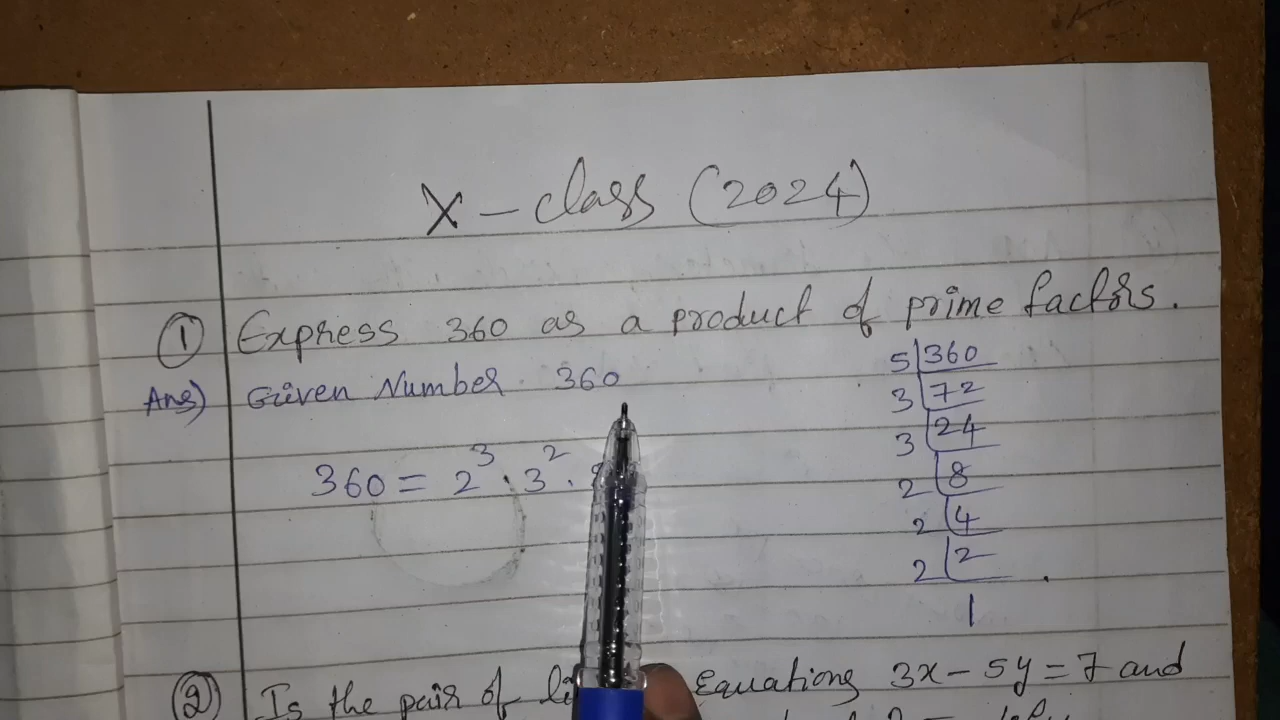 X - class (2024)
① Express 360 as a product of prime factors.
Ans) Given Number 360
360 = 2³ · 3² ·
5 360
3 72
3 24
2 8
2 4
2 2
1
② Is the pair of Equations 3x - 5y = 7 and